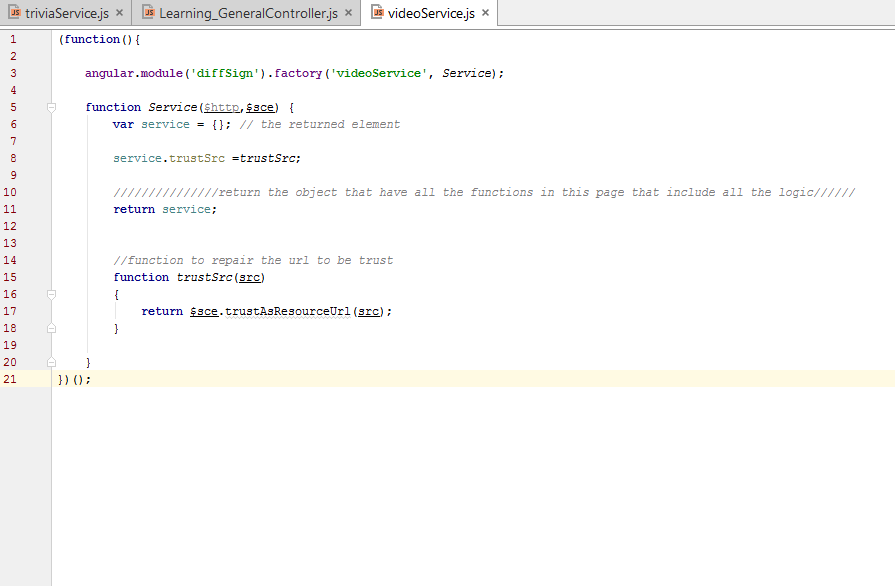 triviaService.js Learning_GeneralController.js videoService.js
1 (function(){
2
3 angular.module('diffSign').factory('videoService', Service);
4
5 function Service($http,$sce) {
6 var service = {}; // the returned element
7
8 service.trustSrc =trustSrc;
9
10 ///////////////return the object that have all the functions in this page that include all the logic//////
11 return service;
12
13
14 //function to repair the url to be trust
15 function trustSrc(src)
16 {
17 return $sce.trustAsResourceUrl(src);
18 }
19
20 }
21 })();